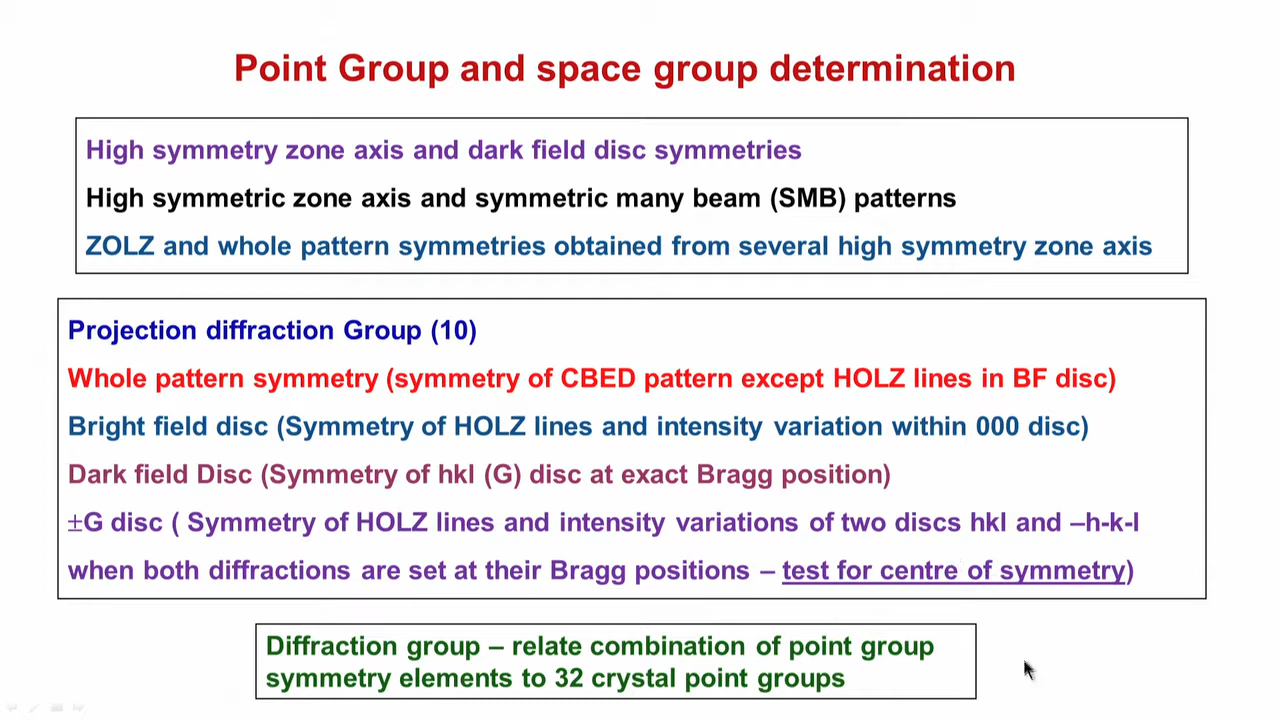 Point Group and space group determination
High symmetry zone axis and dark field disc symmetries
High symmetric zone axis and symmetric many beam (SMB) patterns
ZOLZ and whole pattern symmetries obtained from several high symmetry zone axis
Projection diffraction Group (10)
Whole pattern symmetry (symmetry of CBED pattern except HOLZ lines in BF disc)
Bright field disc (Symmetry of HOLZ lines and intensity variation within 000 disc)
Dark field Disc (Symmetry of hkl (G) disc at exact Bragg position)
±G disc ( Symmetry of HOLZ lines and intensity variations of two discs hkl and –h-k-l
when both diffractions are set at their Bragg positions – test for centre of symmetry)
Diffraction group – relate combination of point group
symmetry elements to 32 crystal point groups